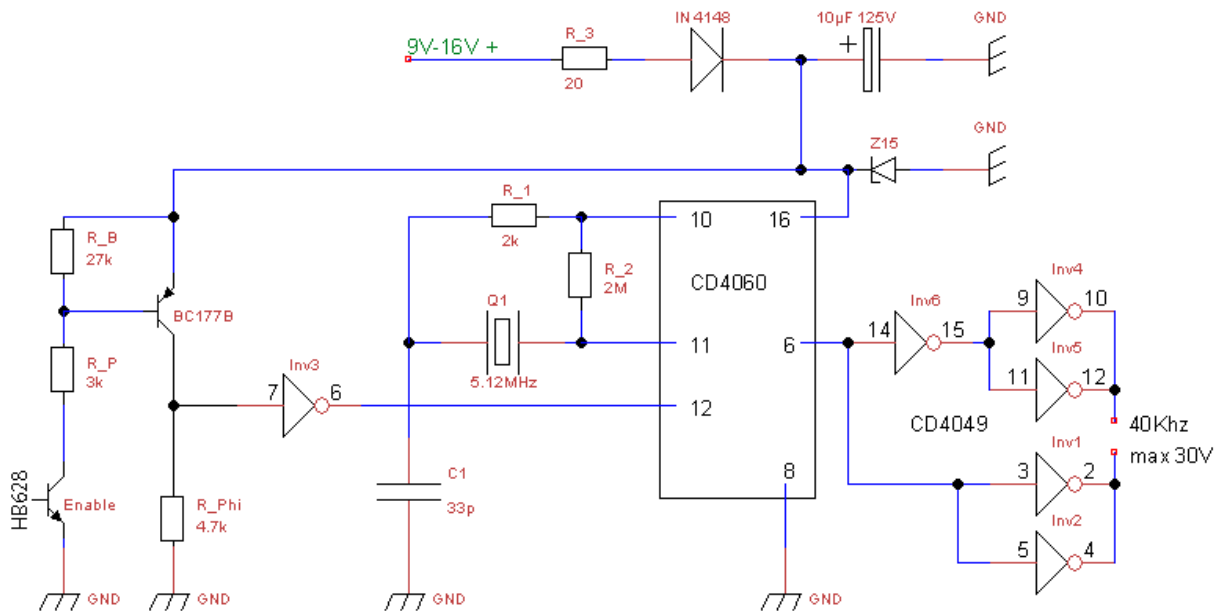 IN 4148
10µF 125V
GND
R_3
9V-16V +
+
20
GND
Z15
R_1
10
16
R_B
27k
2k
R_2
2M
CD4060
Inv4
Q1
BC177B
9
10
Inv6
14
15
6
11
Inv5
R_P
3k
Inv3
5.12MHz
11
12
7
6
12
CD4049
40Khz
max 30V
Inv1
8
3
2
C1
HB628
Enable
R_Phi
4.7k
33p
Inv2
5
4
GND
GND
GND
GND